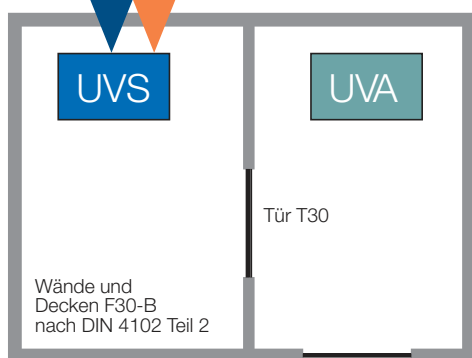 UVS
UVA
Tür T30
Wände und
Decken F30-B
nach DIN 4102 Teil 2